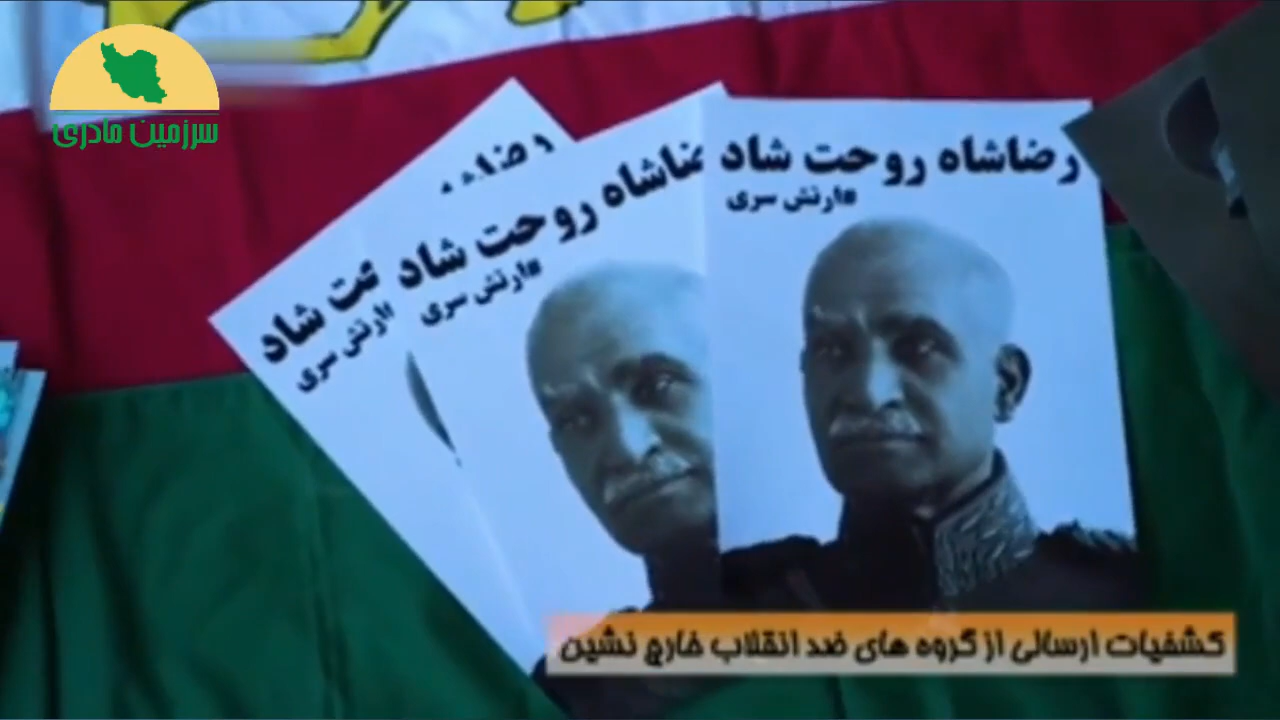 سرزمین مادری
رضاشاه روحت شاد
#ارتش سری
ضاشاه روحت شاد
#ارتش سری
رضا
ت شاد
#ارتش سری
کشفیات ارسالی از گروه های ضد انقلاب خارج نشین